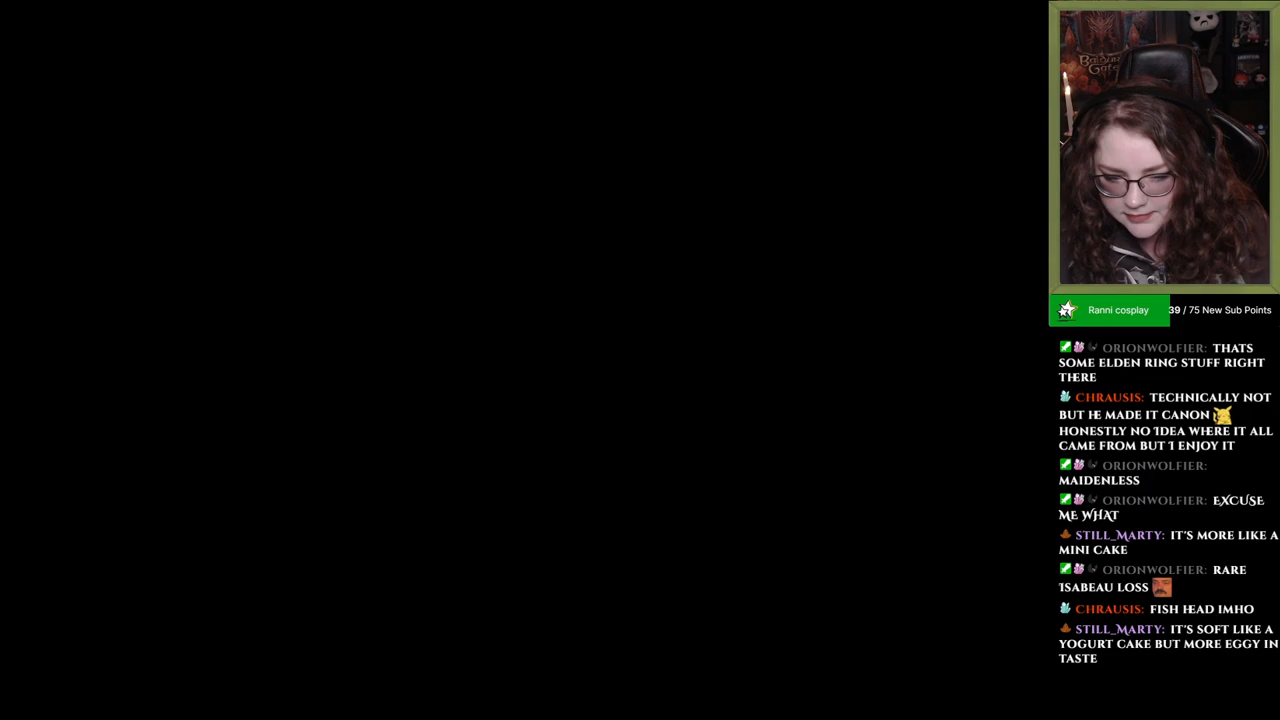 Baldur's
Gate
Ranni cosplay 39 / 75 New Sub Points
ORIONWOLFIER: THATS
SOME ELDEN RING STUFF RIGHT
THERE
CHRAUSIS: TECHNICALLY NOT
BUT HE MADE IT CANON
HONESTLY NO IDEA WHERE IT ALL
CAME FROM BUT I ENJOY IT
ORIONWOLFIER:
MAIDENLESS
ORIONWOLFIER: EXCUSE
ME WHAT
STILL_MARTY: IT'S MORE LIKE A
MINI CAKE
ORIONWOLFIER: RARE
ISABEAU LOSS
CHRAUSIS: FISH HEAD IMHO
STILL_MARTY: IT'S SOFT LIKE A
YOGURT CAKE BUT MORE EGGY IN
TASTE